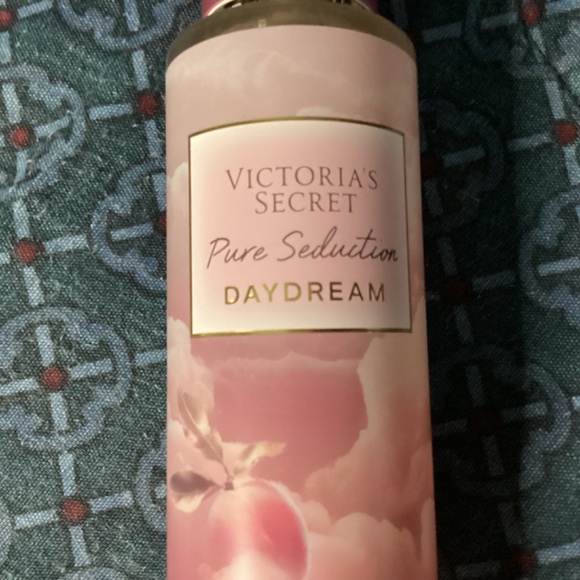 VICTORIA'S
SECRET
Pure Seduction
DAYDREAM